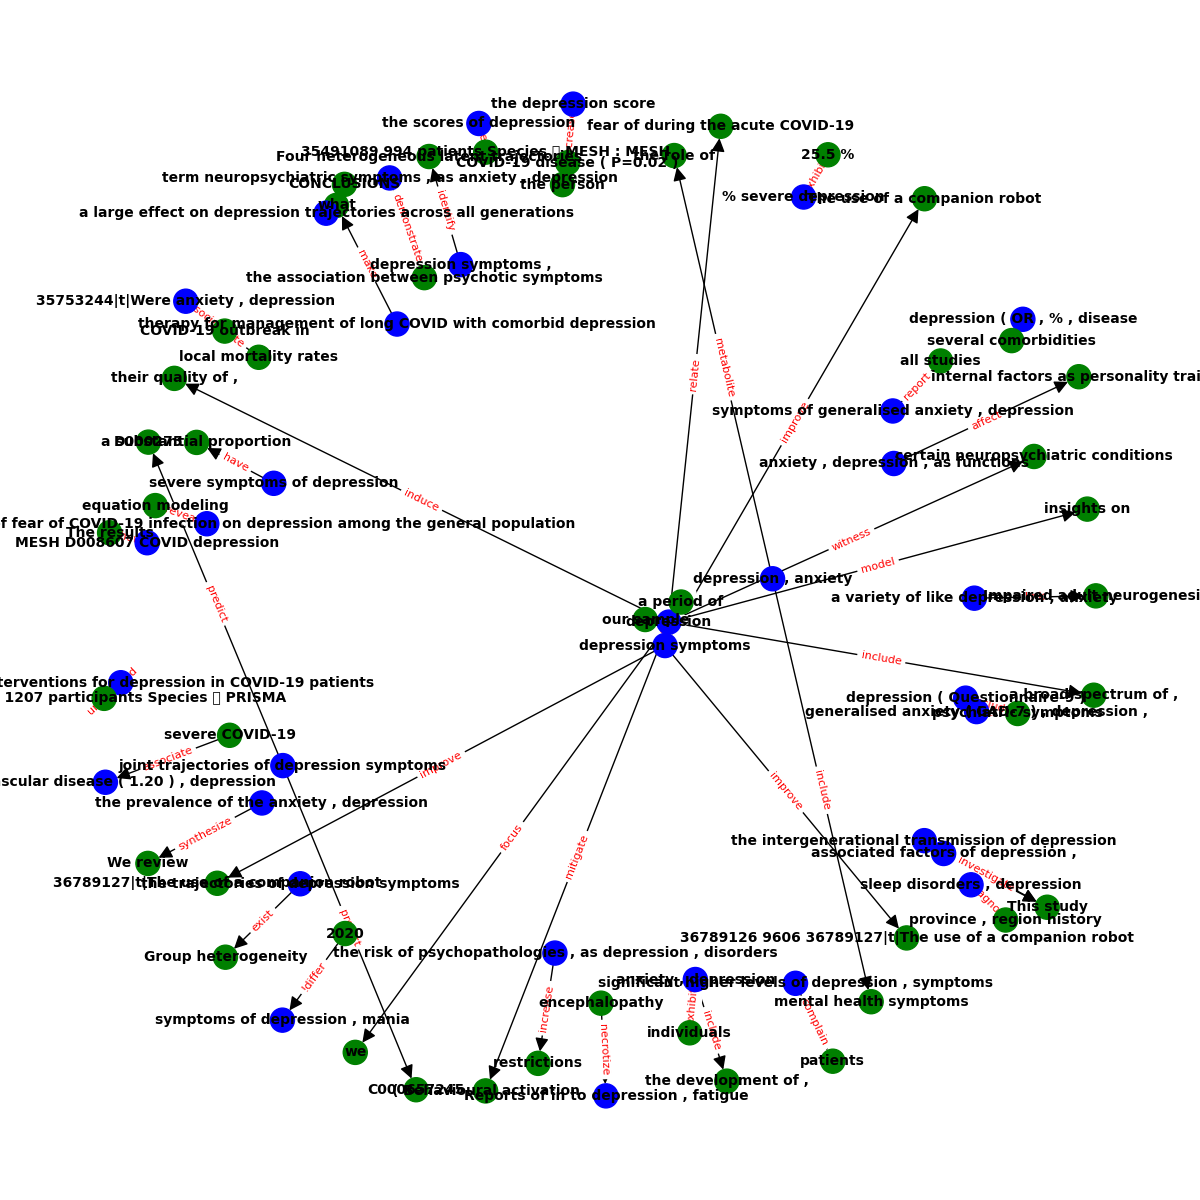 the depression score
the scores of depression
fear of during the acute COVID-19
35491089 994 patients Species
MESH : MESH
Four heterogeneous latent trajectories
the role of
25.5 %
COVID-19 disease ( P=0.02 )
term neuropsychiatric symptoms , as anxiety , depression
CONCLUSIONS
the person
% severe depression
the use of a companion robot
what
a large effect on depression trajectories across all generations
identify
demonstrate
make
depression symptoms ,
the association between psychotic symptoms
35753244|t|Were anxiety , depression
therapy for management of long COVID with comorbid depression
COVID-19 outbreak in
local mortality rates
their quality of ,
depression ( OR , % , disease
several comorbidities
all studies
internal factors as personality trai
report
relate
metabolite
improve
symptoms of generalised anxiety , depression
affect
a substantial proportion
have
anxiety , depression , as functions
certain neuropsychiatric conditions
severe symptoms of depression
induce
equation modeling
insights on
f fear of COVID-19 infection on depression among the general population
The results
MESH D008607 COVID depression
witness
model
predict
depression , anxiety
a period of
a variety of like depression , anxiety
impaired adult neurogenesi
our sample
depression
depression symptoms
include
terventions for depression in COVID-19 patients
1207 participants Species
PRISMA
a broad spectrum of ,
depression ( Questionnaire-9 ) ,
generalised anxiety ( GAD-7 ) , depression ,
psychiatric symptoms
severe COVID-19
associate
joint trajectories of depression symptoms
improve
ascular disease ( 1.20 ) , depression
improve
include
the prevalence of the anxiety , depression
synthesize
focus
mitigate
the intergenerational transmission of depression
associated factors of depression ,
We review
investigate
36789127|t|The use of a companion robot
the trajectories of depression symptoms
sleep disorders , depression
This study
exist
province , region history
2020
36789126 9606 36789127|t|The use of a companion robot
Group heterogeneity
the risk of psychopathologies , as depression , disorders
!differ
anxiety , depression
significant higher levels of depression , symptoms
encephalopathy
mental health symptoms
increase
symptoms of depression , mania
include
complain
individuals
necrotize
we
restrictions
patients
the development of ,
C000657245
( Behavioural activation
Reports of in to depression , fatigue